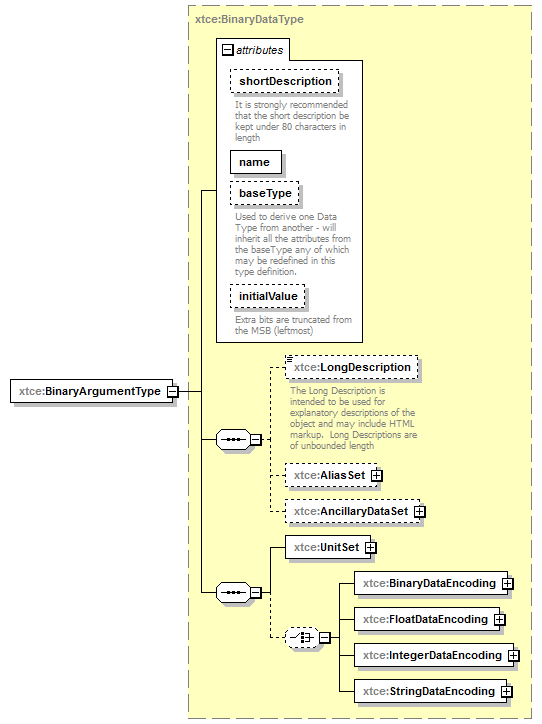 xtce:BinaryDataType
attributes
shortDescription
It is strongly recommended
that the short description be
kept under 80 characters in
length
name
baseType
Used to derive one Data
Type from another - will
inherit all the attributes from
the baseType any of which
may be redefined in this
type definition.
initialValue
Extra bits are truncated from
the MSB (leftmost)
xtce:LongDescription
The Long Description is
intended to be used for
explanatory descriptions of the
object and may include HTML
markup.  Long Descriptions are
of unbounded length
xtce:BinaryArgumentType
xtce:AliasSet
xtce:AncillaryDataSet
xtce:UnitSet
xtce:BinaryDataEncoding
xtce:FloatDataEncoding
xtce:IntegerDataEncoding
xtce:StringDataEncoding